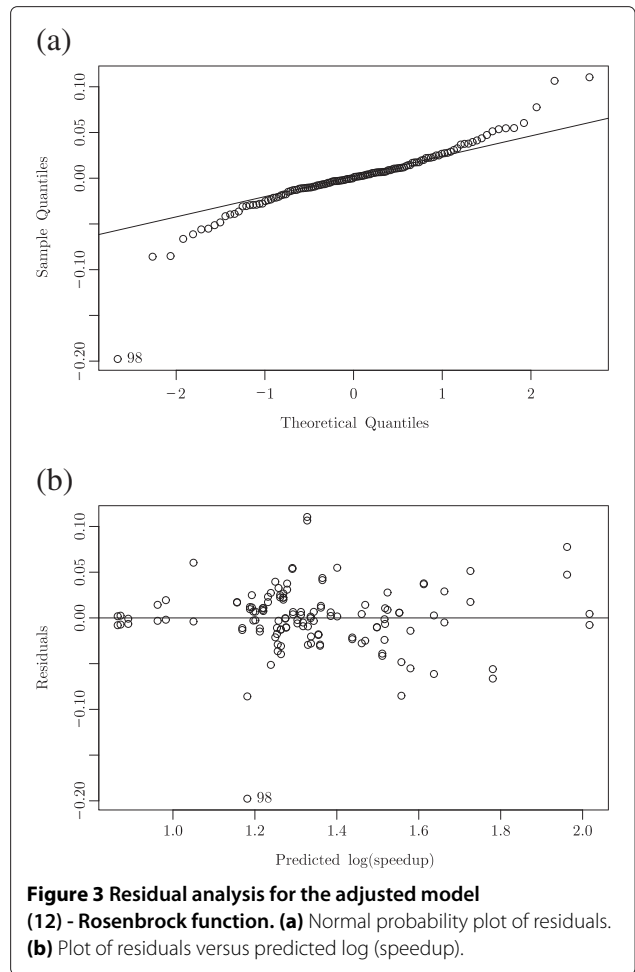 (a)
0.10
0.05
0.00
−0.10
−0.20
Sample Quantiles
98
−2
−1
0
1
2
Theoretical Quantiles
(b)
0.10
0.05
0.00
−0.10
−0.20
Residuals
98
1.0
1.2
1.4
1.6
1.8
2.0
Predicted log(speedup)
Figure 3 Residual analysis for the adjusted model
(12) - Rosenbrock function. (a) Normal probability plot of residuals.
(b) Plot of residuals versus predicted log (speedup).